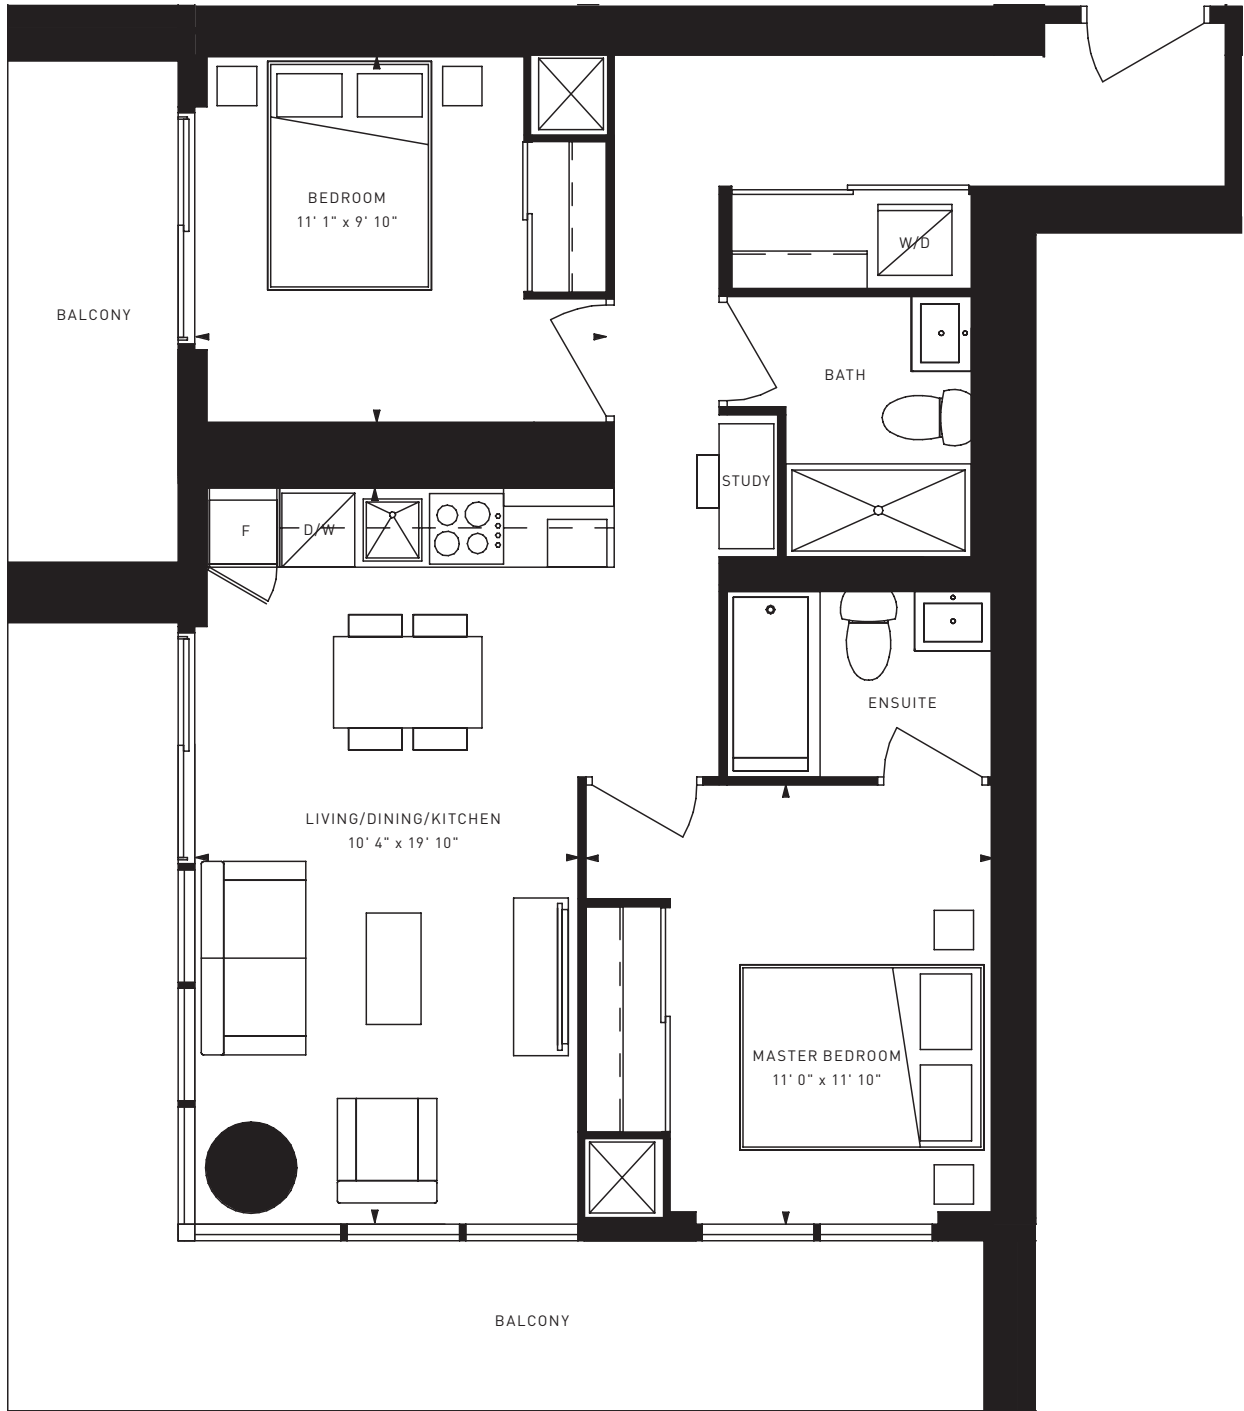 BEDROOM
11' 1" x 9' 10"
W/D
BALCONY
BATH
STUDY
F
D/W
ENSUITE
LIVING/DINING/KITCHEN
10' 4" x 19' 10"
MASTER BEDROOM
11' 0" x 11' 10"
BALCONY